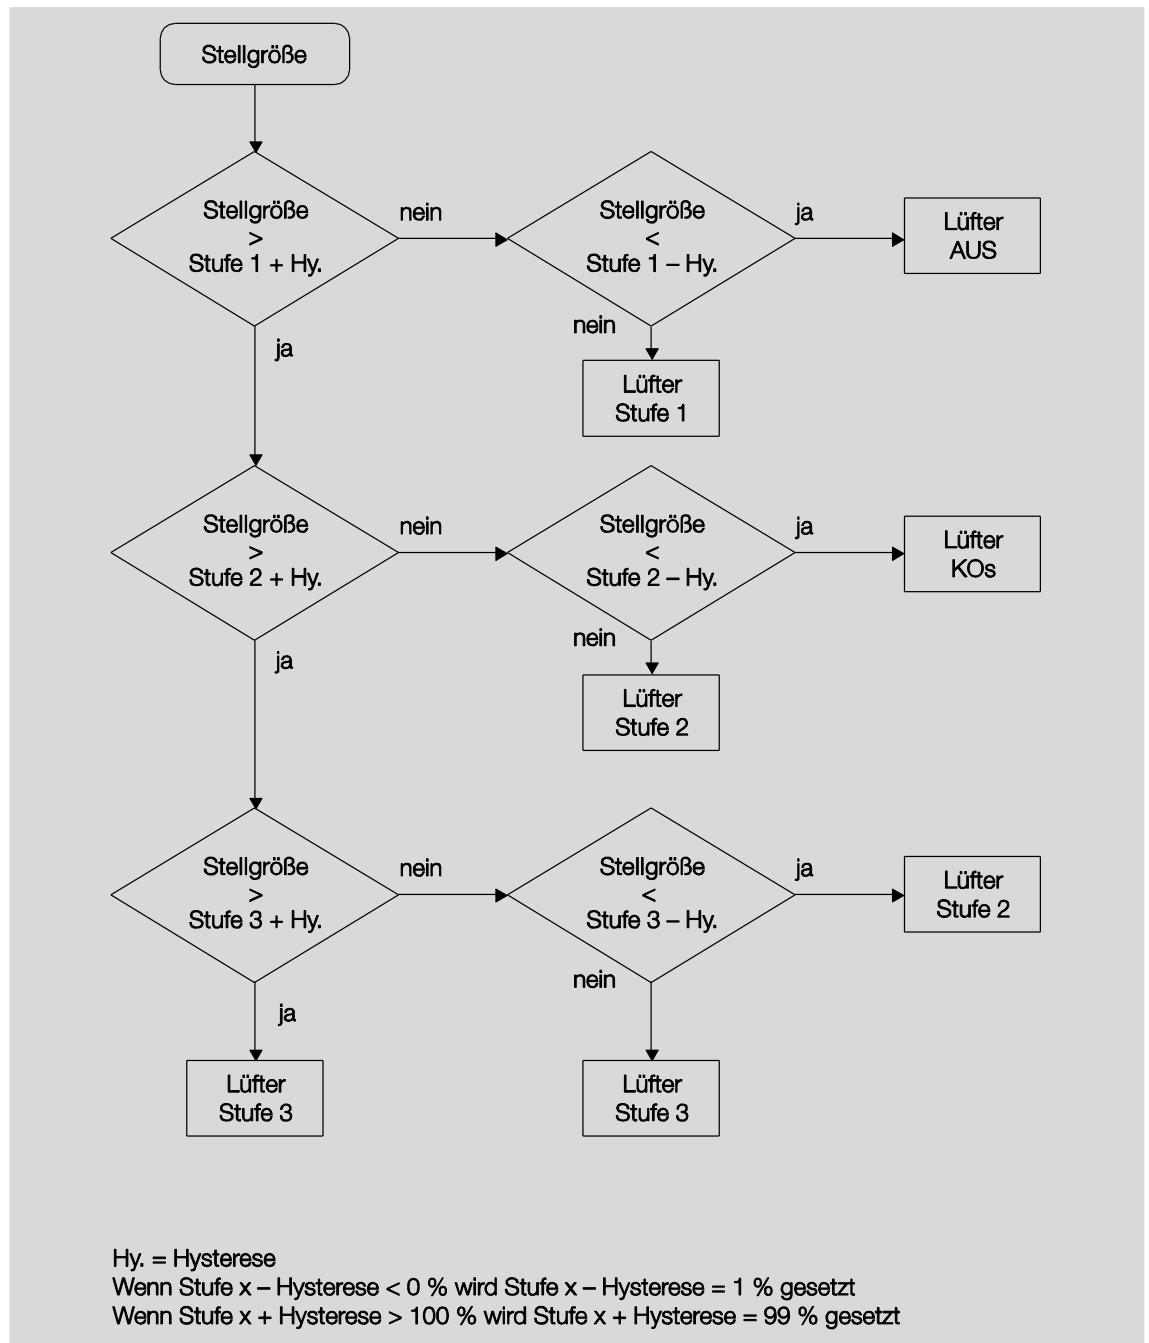 Stellgröße
Stellgröße
>
Stufe 1 + Hy.
nein
Stellgröße
<
Stufe 1 – Hy.
ja
Lüfter
AUS
nein
ja
Lüfter
Stufe 1
Stellgröße
>
Stufe 2 + Hy.
nein
Stellgröße
<
Stufe 2 – Hy.
ja
Lüfter
KOs
nein
ja
Lüfter
Stufe 2
Stellgröße
>
Stufe 3 + Hy.
nein
Stellgröße
<
Stufe 3 – Hy.
ja
Lüfter
Stufe 2
nein
ja
Lüfter
Stufe 3
Lüfter
Stufe 3
Hy. = Hysterese
Wenn Stufe x – Hysterese < 0 % wird Stufe x – Hysterese = 1 % gesetzt
Wenn Stufe x + Hysterese > 100 % wird Stufe x + Hysterese = 99 % gesetzt